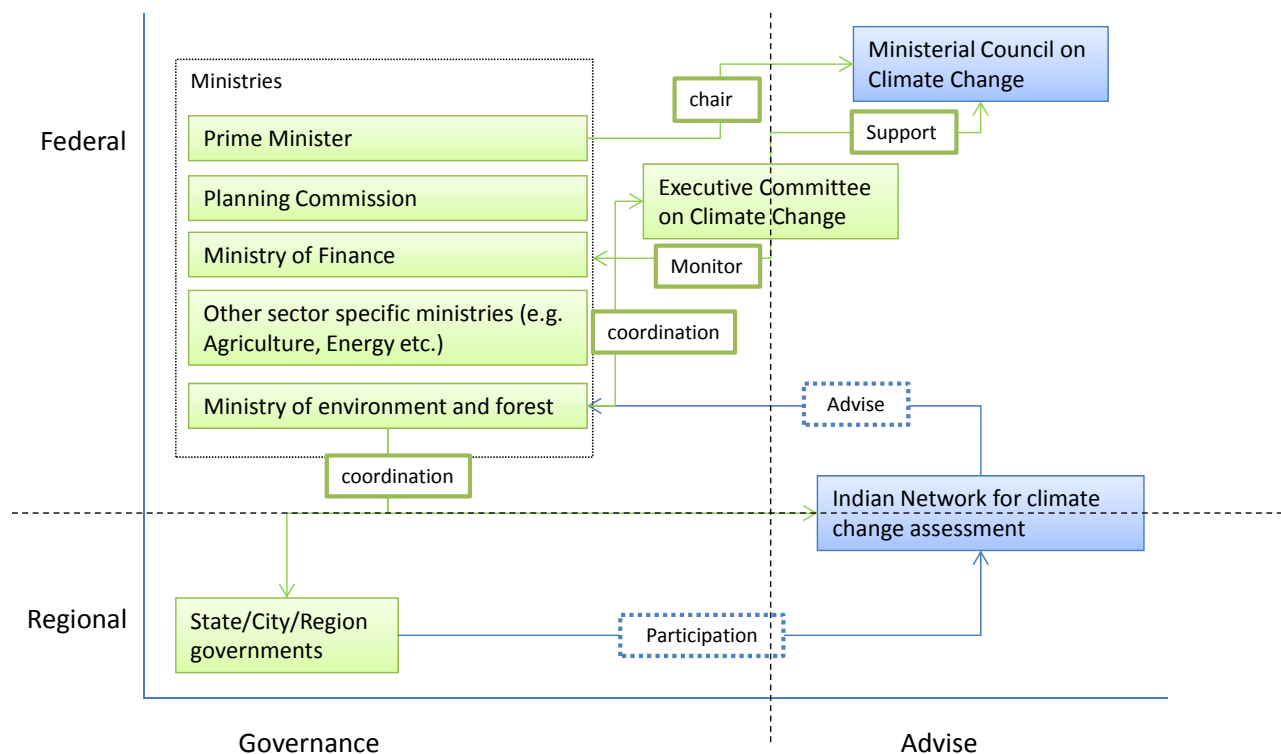 Ministerial Council on
Climate Change
Ministries
chair
Federal
Prime Minister
Support
Planning Commission
Executive Committee
on Climate Change
Ministry of Finance
Monitor
Other sector specific ministries (e.g.
Agriculture, Energy etc.)
coordination
Ministry of environment and forest
Advise
coordination
Indian Network for climate
change assessment
Regional
State/City/Region
governments
Participation
Governance
Advise